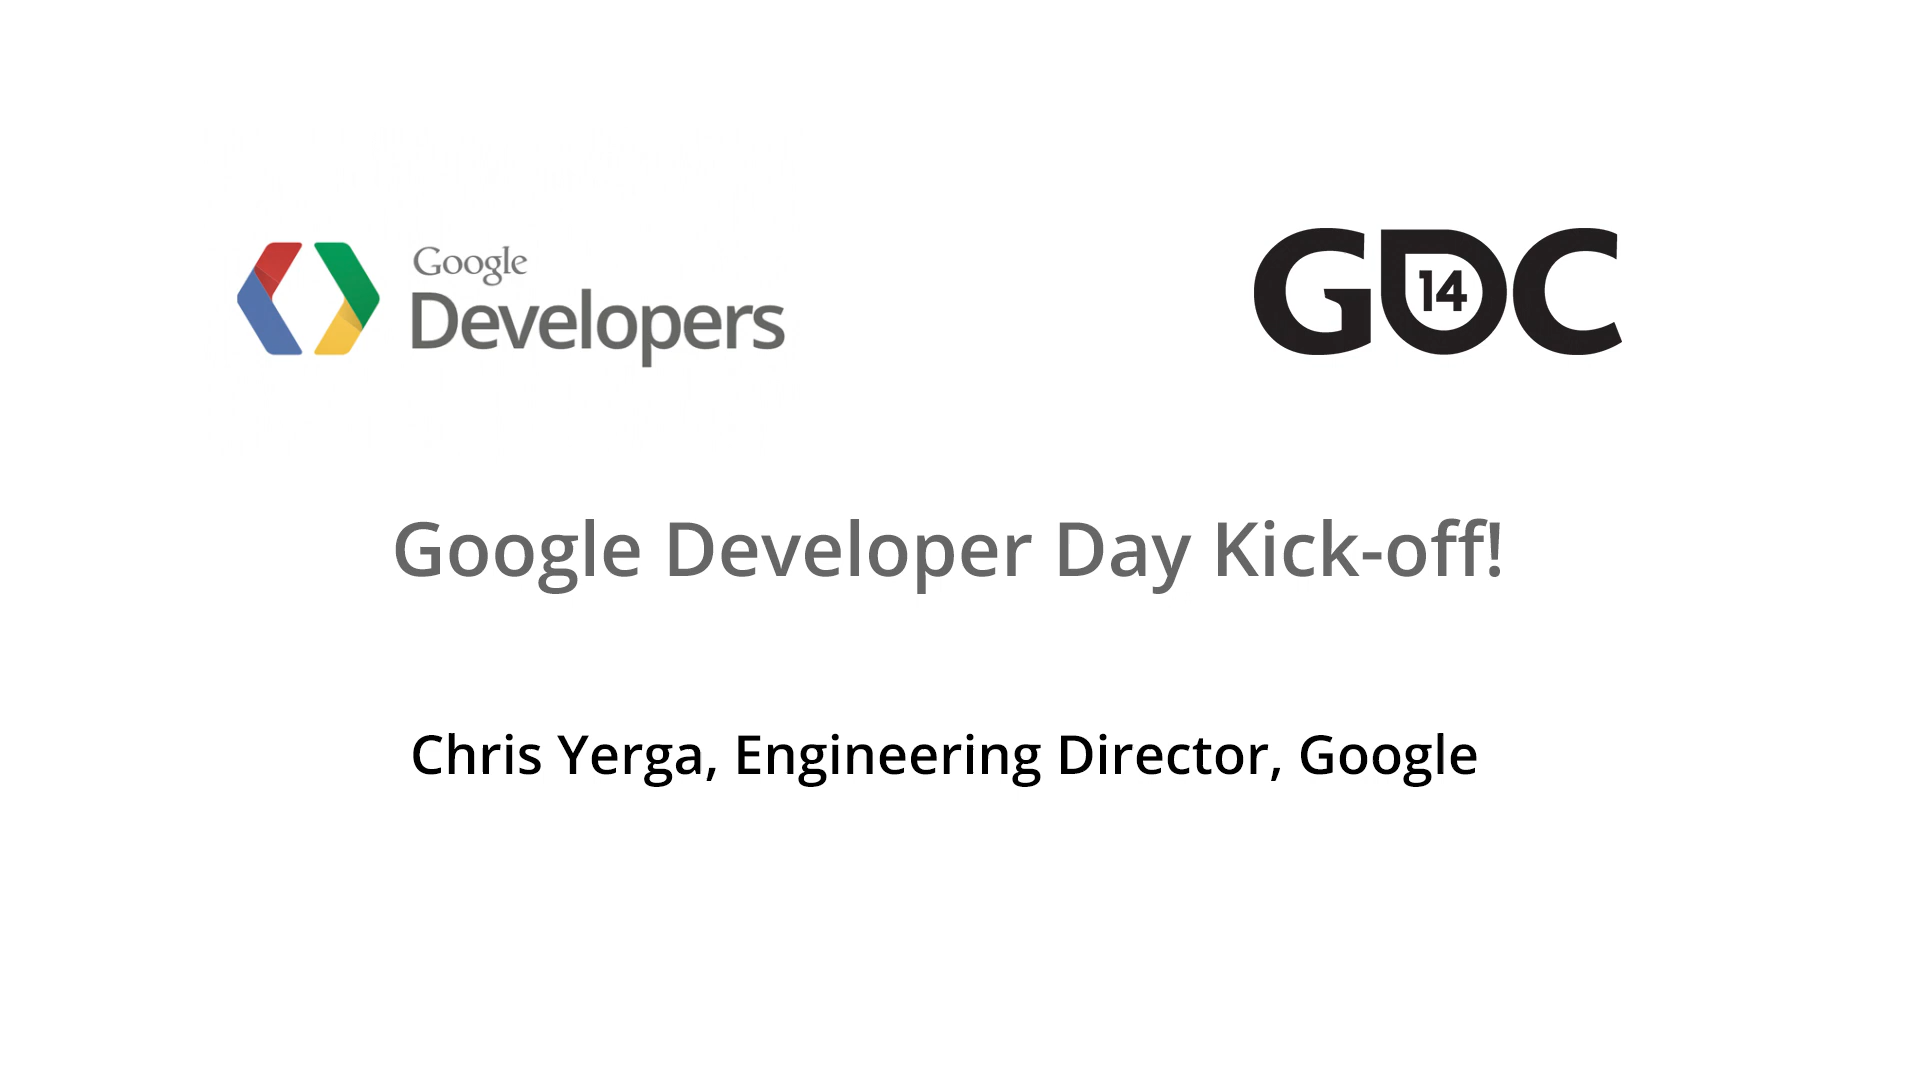 Google
Developers
GDC
14
Google Developer Day Kick-off!
Chris Yerga, Engineering Director, Google